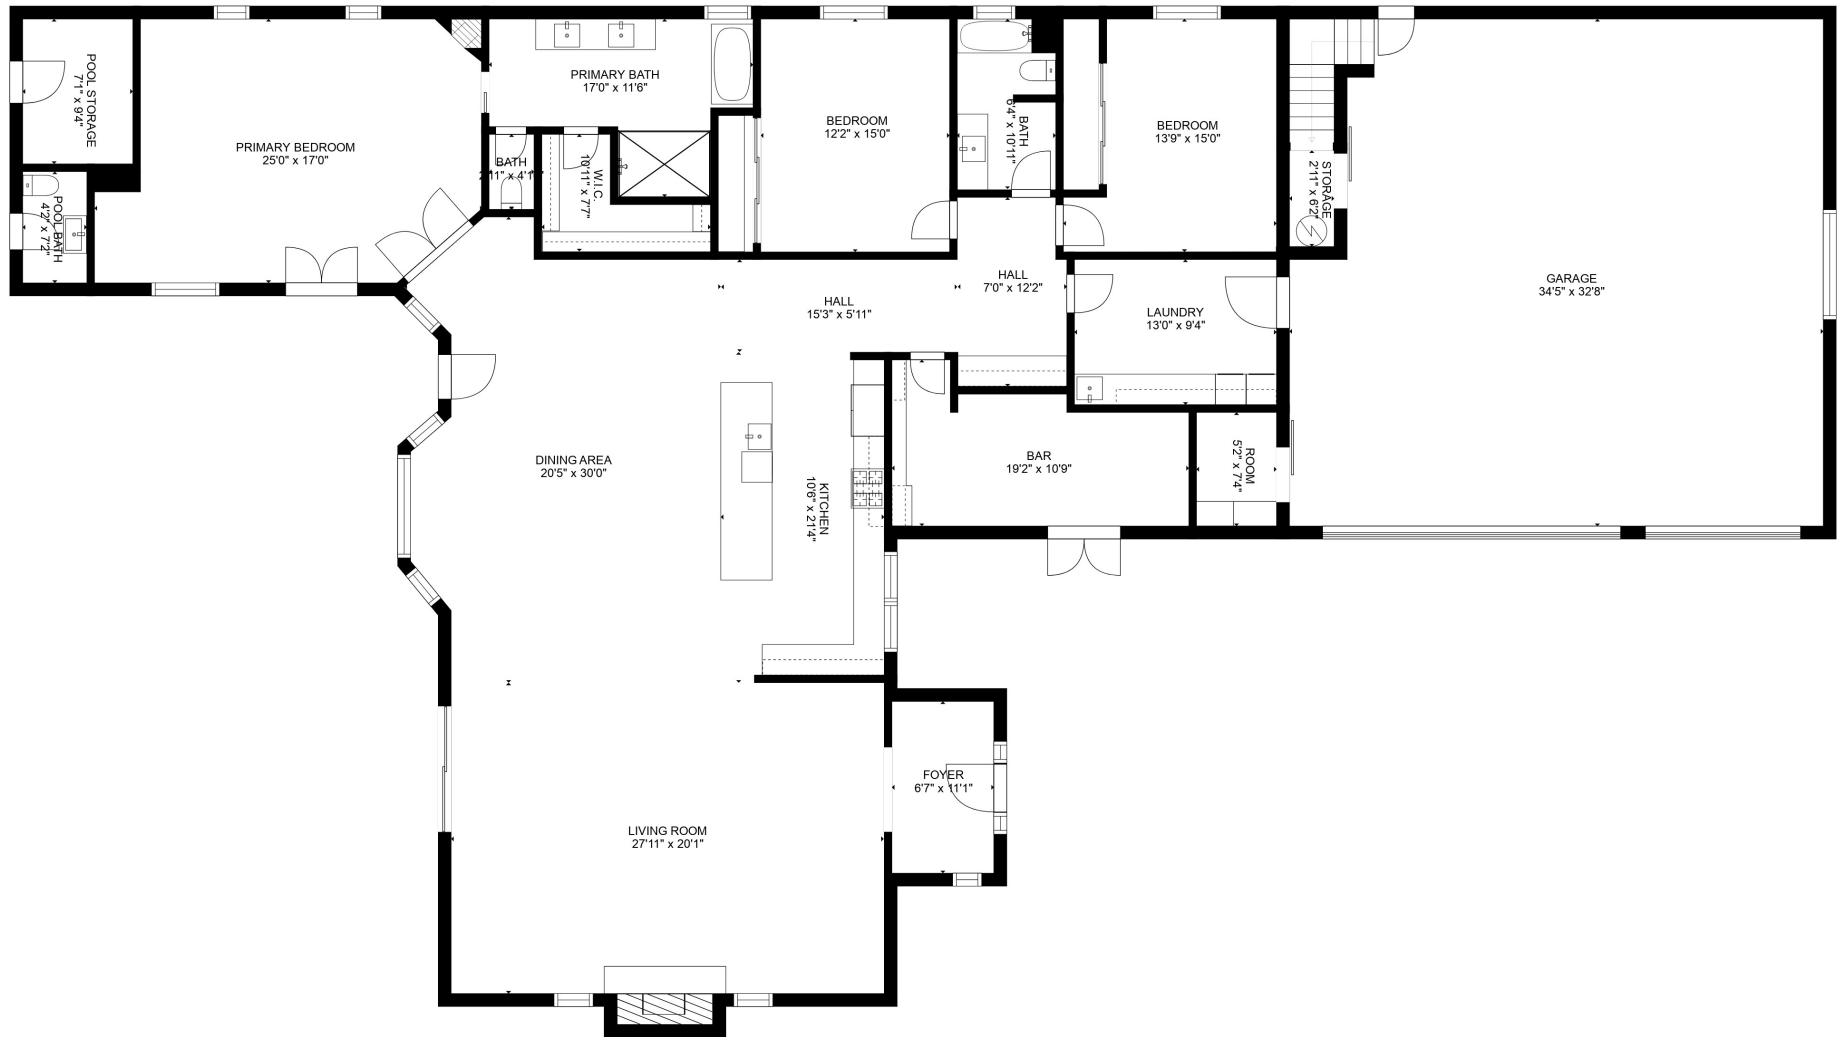 POOL STORAGE
7'1" x 9'4"
PRIMARY BEDROOM
25'0" x 17'0"
POOL BATH
4'2" x 7'2"
PRIMARY BATH
17'0" x 11'6"
BATH
2'11" x 4'1
W.I.C.
10'11" x 7'7"
BEDROOM
12'2" x 15'0"
BATH
6'4" x 10'11"
BEDROOM
13'9" x 15'0"
STORAGE
2'11" x 6'2"
GARAGE
34'5" x 32'8"
HALL
15'3" x 5'11"
HALL
7'0" x 12'2"
LAUNDRY
13'0" x 9'4"
DINING AREA
20'5" x 30'0"
KITCHEN
10'6" x 21'4"
BAR
19'2" x 10'9"
ROOM
5'2" x 7'4"
FOYER
6'7" x 11'1"
LIVING ROOM
27'11" x 20'1"